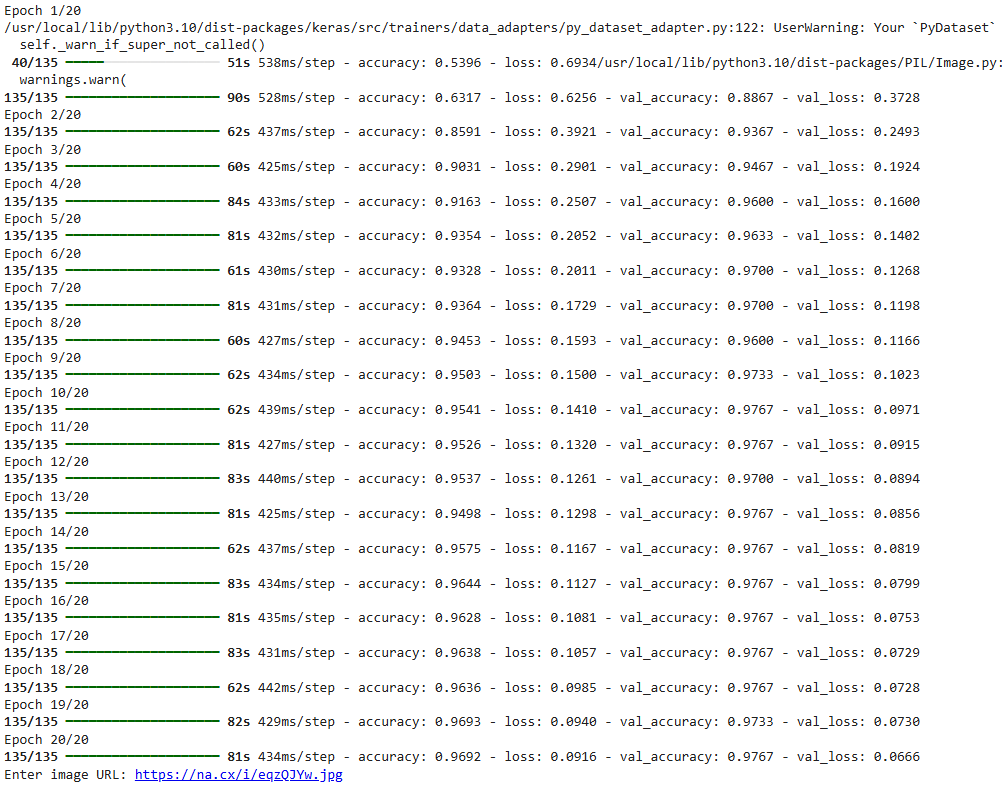 Epoch 1/20
/usr/local/lib/python3.10/dist-packages/keras/src/trainers/data_adapters/py_dataset_adapter.py:122: UserWarning: Your `PyDataset`
self._warn_if_super_not_called()
40/135 51s 538ms/step - accuracy: 0.5396 - loss: 0.6934/usr/local/lib/python3.10/dist-packages/PIL/Image.py:
warnings.warn(
135/135 90s 528ms/step - accuracy: 0.6317 - loss: 0.6256 - val_accuracy: 0.8867 - val_loss: 0.3728
Epoch 2/20
135/135 62s 437ms/step - accuracy: 0.8591 - loss: 0.3921 - val_accuracy: 0.9367 - val_loss: 0.2493
Epoch 3/20
135/135 60s 425ms/step - accuracy: 0.9031 - loss: 0.2901 - val_accuracy: 0.9467 - val_loss: 0.1924
Epoch 4/20
135/135 84s 433ms/step - accuracy: 0.9163 - loss: 0.2507 - val_accuracy: 0.9600 - val_loss: 0.1600
Epoch 5/20
135/135 81s 432ms/step - accuracy: 0.9354 - loss: 0.2052 - val_accuracy: 0.9633 - val_loss: 0.1402
Epoch 6/20
135/135 61s 430ms/step - accuracy: 0.9328 - loss: 0.2011 - val_accuracy: 0.9700 - val_loss: 0.1268
Epoch 7/20
135/135 81s 431ms/step - accuracy: 0.9364 - loss: 0.1729 - val_accuracy: 0.9700 - val_loss: 0.1198
Epoch 8/20
135/135 60s 427ms/step - accuracy: 0.9453 - loss: 0.1593 - val_accuracy: 0.9600 - val_loss: 0.1166
Epoch 9/20
135/135 62s 434ms/step - accuracy: 0.9503 - loss: 0.1500 - val_accuracy: 0.9733 - val_loss: 0.1023
Epoch 10/20
135/135 62s 439ms/step - accuracy: 0.9541 - loss: 0.1410 - val_accuracy: 0.9767 - val_loss: 0.0971
Epoch 11/20
135/135 81s 427ms/step - accuracy: 0.9526 - loss: 0.1320 - val_accuracy: 0.9767 - val_loss: 0.0915
Epoch 12/20
135/135 83s 440ms/step - accuracy: 0.9537 - loss: 0.1261 - val_accuracy: 0.9700 - val_loss: 0.0894
Epoch 13/20
135/135 81s 425ms/step - accuracy: 0.9498 - loss: 0.1298 - val_accuracy: 0.9767 - val_loss: 0.0856
Epoch 14/20
135/135 62s 437ms/step - accuracy: 0.9575 - loss: 0.1167 - val_accuracy: 0.9767 - val_loss: 0.0819
Epoch 15/20
135/135 83s 434ms/step - accuracy: 0.9644 - loss: 0.1127 - val_accuracy: 0.9767 - val_loss: 0.0799
Epoch 16/20
135/135 81s 435ms/step - accuracy: 0.9628 - loss: 0.1081 - val_accuracy: 0.9767 - val_loss: 0.0753
Epoch 17/20
135/135 83s 431ms/step - accuracy: 0.9638 - loss: 0.1057 - val_accuracy: 0.9767 - val_loss: 0.0729
Epoch 18/20
135/135 62s 442ms/step - accuracy: 0.9636 - loss: 0.0985 - val_accuracy: 0.9767 - val_loss: 0.0728
Epoch 19/20
135/135 82s 429ms/step - accuracy: 0.9693 - loss: 0.0940 - val_accuracy: 0.9733 - val_loss: 0.0730
Epoch 20/20
135/135 81s 434ms/step - accuracy: 0.9692 - loss: 0.0916 - val_accuracy: 0.9767 - val_loss: 0.0666
Enter image URL: https://na.cx/i/eqzQJYw.jpg